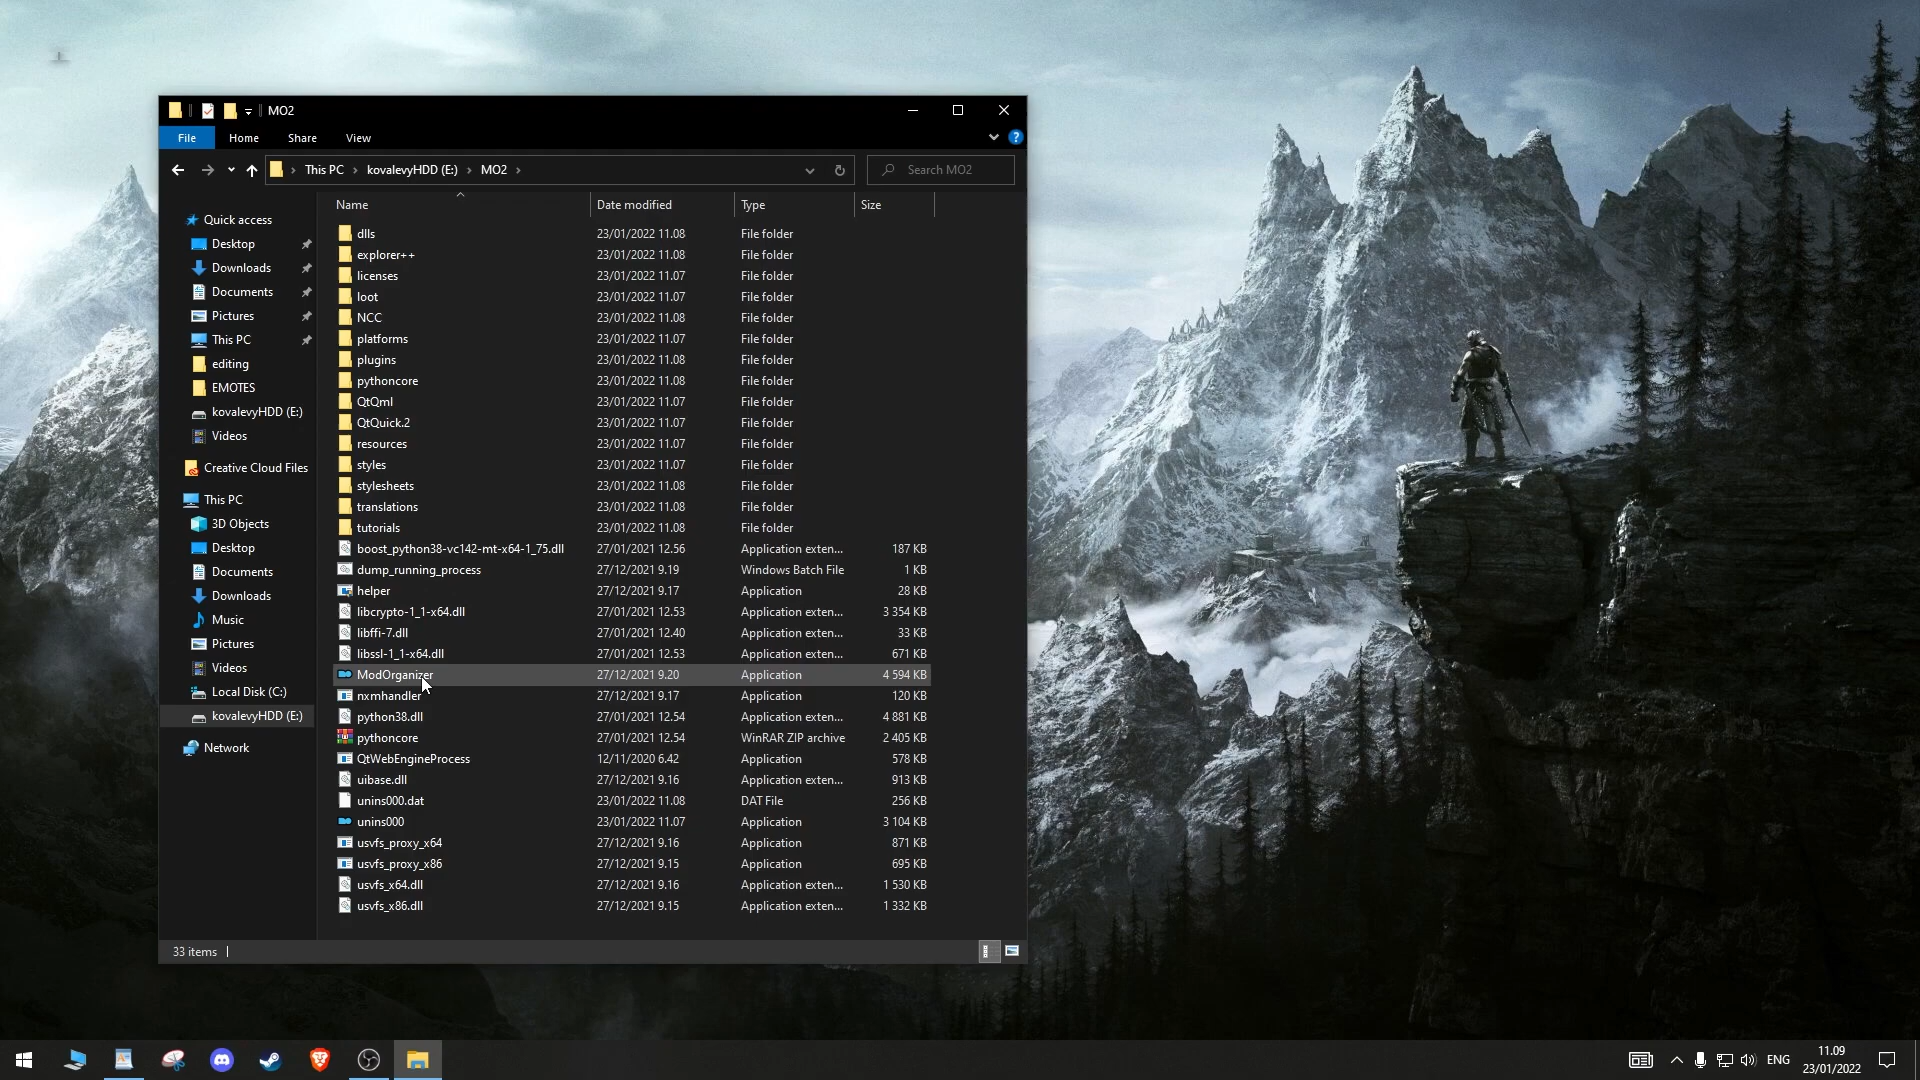 MO2
File Home Share View
This PC kovalevyHDD (E:) MO2 Search MO2
Name Date modified Type Size
Quick access
Desktop
Downloads
Documents
Pictures
This PC
editing
EMOTES
kovalevyHDD (E:)
Videos
Creative Cloud Files
This PC
3D Objects
Desktop
Documents
Downloads
Music
Pictures
Videos
Local Disk (C:)
kovalevyHDD (E:)
Network
dlls 23/01/2022 11.08 File folder
explorer++ 23/01/2022 11.08 File folder
licenses 23/01/2022 11.07 File folder
loot 23/01/2022 11.07 File folder
NCC 23/01/2022 11.08 File folder
platforms 23/01/2022 11.07 File folder
plugins 23/01/2022 11.08 File folder
pythoncore 23/01/2022 11.08 File folder
QtQml 23/01/2022 11.07 File folder
QtQuick.2 23/01/2022 11.07 File folder
resources 23/01/2022 11.07 File folder
styles 23/01/2022 11.07 File folder
stylesheets 23/01/2022 11.08 File folder
translations 23/01/2022 11.08 File folder
tutorials 23/01/2022 11.08 File folder
boost_python38-vc142-mt-x64-1_75.dll 27/01/2021 12.56 Application exten... 187 KB
dump_running_process 27/12/2021 9.19 Windows Batch File 1 KB
helper 27/12/2021 9.17 Application 28 KB
libcrypto-1_1-x64.dll 27/01/2021 12.53 Application exten... 3 354 KB
libffi-7.dll 27/01/2021 12.40 Application exten... 33 KB
libssl-1_1-x64.dll 27/01/2021 12.53 Application exten... 671 KB
ModOrganizer 27/12/2021 9.20 Application 4 594 KB
nxmhandler 27/12/2021 9.17 Application 120 KB
python38.dll 27/01/2021 12.54 Application exten... 4 881 KB
pythoncore 27/01/2021 12.54 WinRAR ZIP archive 2 405 KB
QtWebEngineProcess 12/11/2020 6.42 Application 578 KB
uibase.dll 27/12/2021 9.16 Application exten... 913 KB
unins000.dat 23/01/2022 11.08 DAT File 256 KB
unins000 23/01/2022 11.07 Application 3 104 KB
usvfs_proxy_x64 27/12/2021 9.16 Application 871 KB
usvfs_proxy_x86 27/12/2021 9.15 Application 695 KB
usvfs_x64.dll 27/12/2021 9.16 Application exten... 1 530 KB
usvfs_x86.dll 27/12/2021 9.15 Application exten... 1 332 KB
33 items
ENG
11.09
23/01/2022